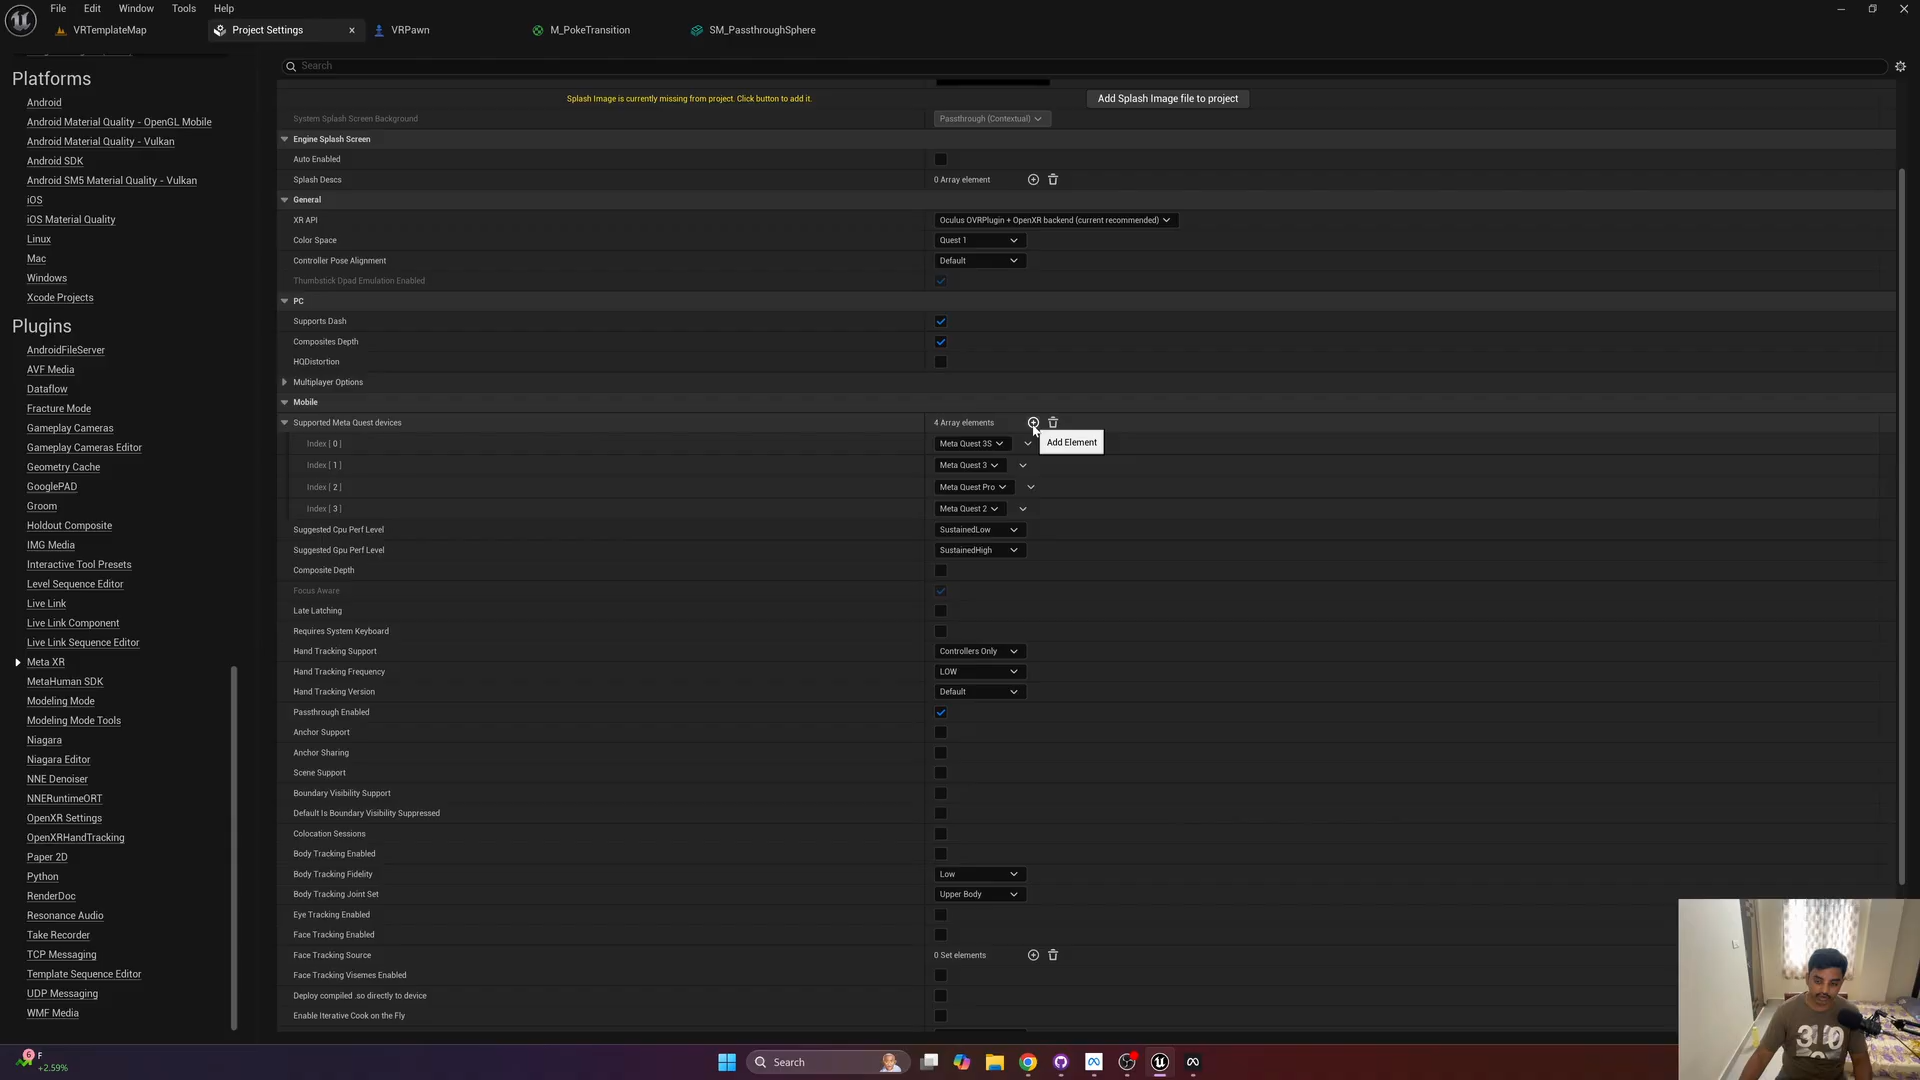 File Edit Window Tools Help
VRTemplateMap Project Settings VRPawn M_PokeTransition SM_PassthroughSphere
Platforms
Android
Android Material Quality - OpenGL Mobile
Android Material Quality - Vulkan
Android SDK
Android SM5 Material Quality - Vulkan
iOS
iOS Material Quality
Linux
Mac
Windows
Xcode Projects
Plugins
AndroidFileServer
AVF Media
Dataflow
Fracture Mode
Gameplay Cameras
Gameplay Cameras Editor
Geometry Cache
GooglePAD
Groom
Holdout Composite
IMG Media
Interactive Tool Presets
Level Sequence Editor
Live Link
Live Link Component
Live Link Sequence Editor
Meta XR
MetaHuman SDK
Modeling Mode
Modeling Mode Tools
Niagara
Niagara Editor
NNE Denoiser
NNERuntimeORT
OpenXR Settings
OpenXRHandTracking
Paper 2D
Python
RenderDoc
Resonance Audio
Take Recorder
TCP Messaging
Template Sequence Editor
UDP Messaging
WMF Media
Search
Splash Image is currently missing from project. Click button to add it. Add Splash Image file to project
System Splash Screen Background Passthrough (Contextual)
Engine Splash Screen
Auto Enabled
Splash Descs 0 Array element
General
XR API Oculus OVRPlugin + OpenXR backend (current recommended)
Color Space Quest 1
Controller Pose Alignment Default
Thumbstick Dpad Emulation Enabled
PC
Supports Dash
Composites Depth
HQDistortion
Multiplayer Options
Mobile
Supported Meta Quest devices 4 Array elements
Index [ 0 ] Meta Quest 3S Add Element
Index [ 1 ] Meta Quest 3
Index [ 2 ] Meta Quest Pro
Index [ 3 ] Meta Quest 2
Suggested Cpu Perf Level SustainedLow
Suggested Gpu Perf Level SustainedHigh
Composite Depth
Focus Aware
Late Latching
Requires System Keyboard
Hand Tracking Support Controllers Only
Hand Tracking Frequency LOW
Hand Tracking Version Default
Passthrough Enabled
Anchor Support
Anchor Sharing
Scene Support
Boundary Visibility Support
Default Is Boundary Visibility Suppressed
Colocation Sessions
Body Tracking Enabled
Body Tracking Fidelity Low
Body Tracking Joint Set Upper Body
Eye Tracking Enabled
Face Tracking Enabled
Face Tracking Source 0 Set elements
Face Tracking Visemes Enabled
Deploy compiled .so directly to device
Enable Iterative Cook on the Fly
6 F
+2.59%
Search